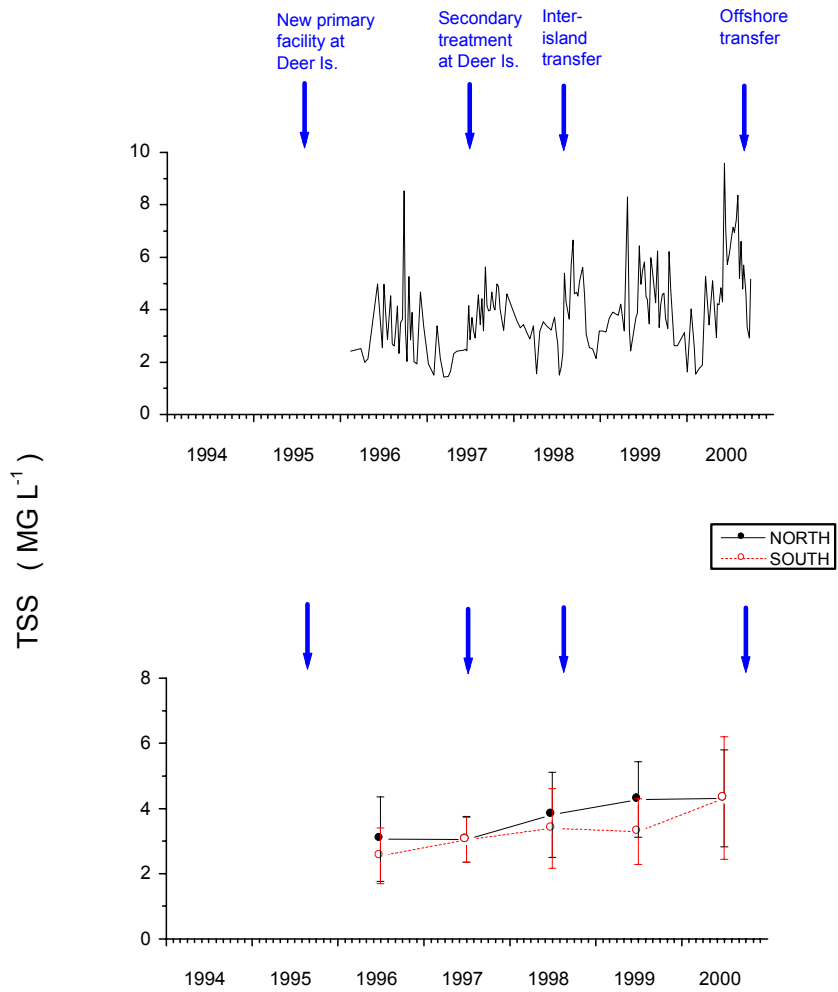 New primary
facility at
Deer Is.
Secondary
treatment
at Deer Is.
Inter-
island
transfer
Offshore
transfer
10
8
6
4
2
0
1994 1995 1996 1997 1998 1999 2000
TSS ( MG L-1 )
NORTH
SOUTH
8
6
4
2
0
1994 1995 1996 1997 1998 1999 2000